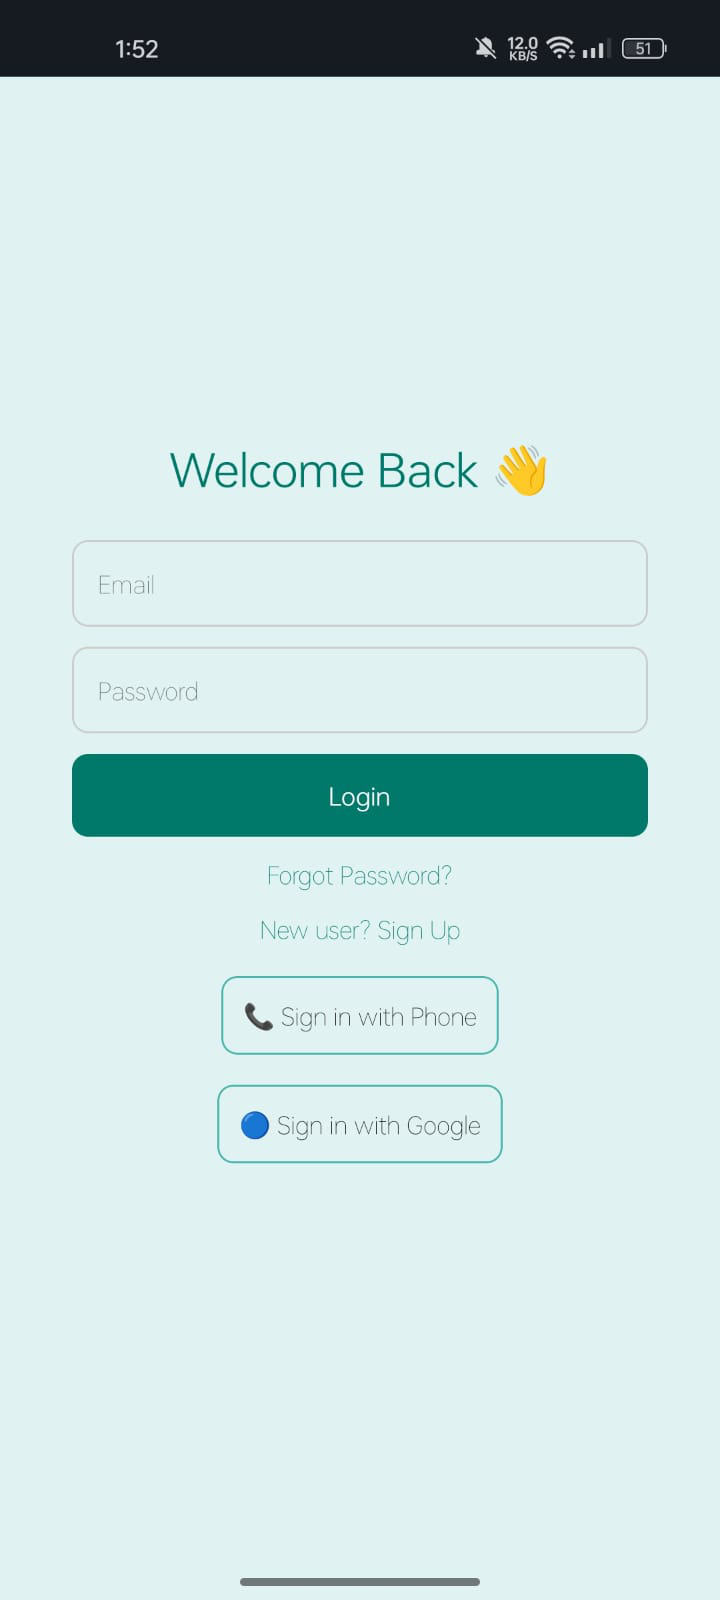 1:52
12.0
KB/S
51
Welcome Back 👋
Email
Password
Login
Forgot Password?
New user? Sign Up
📞 Sign in with Phone
🔵 Sign in with Google